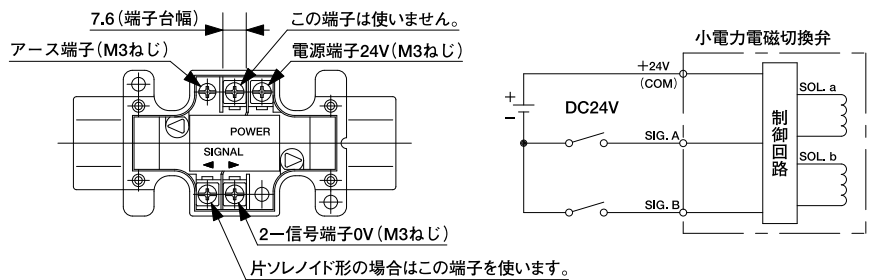 7.6(端子台幅)
この端子は使いません。
アース端子(M3ねじ)
電源端子24V(M3ねじ)
POWER
SIGNAL
2ー信号端子0V(M3ねじ)
片ソレノイド形の場合はこの端子を使います。
小電力電磁切換弁
+24V
(COM)
+
−
DC24V
SIG. A
SIG. B
制御回路
SOL. a
SOL. b